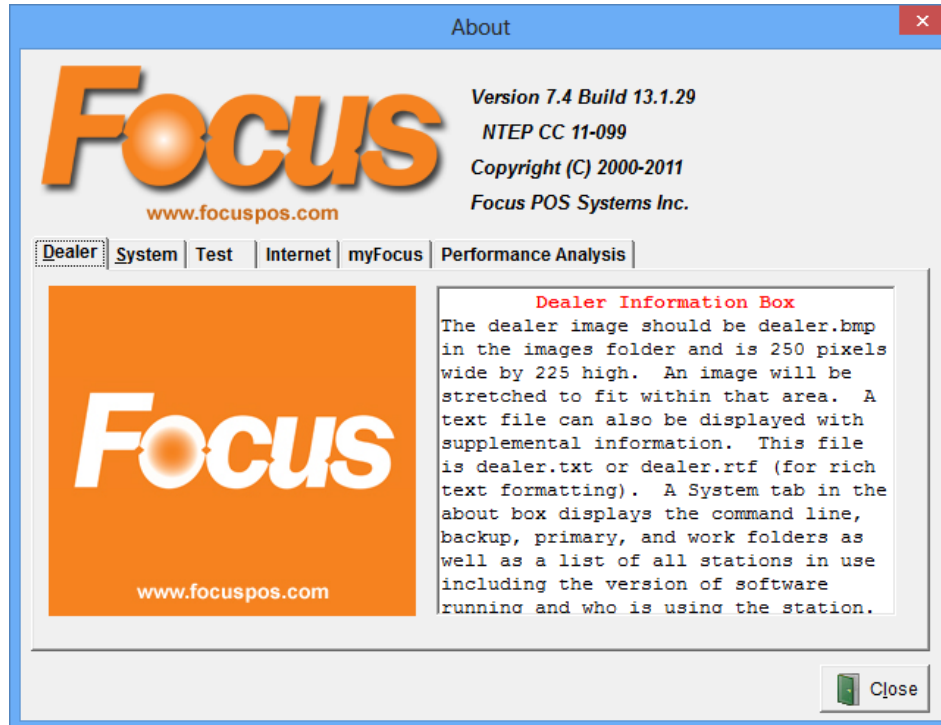 About
Focus
www.focuspos.com
Version 7.4 Build 13.1.29
NTEP CC 11-099
Copyright (C) 2000-2011
Focus POS Systems Inc.
Dealer System Test Internet myFocus Performance Analysis
Focus
www.focuspos.com
Dealer Information Box
The dealer image should be dealer.bmp
in the images folder and is 250 pixels
wide by 225 high. An image will be
stretched to fit within that area. A
text file can also be displayed with
supplemental information. This file
is dealer.txt or dealer.rtf (for rich
text formatting). A System tab in the
about box displays the command line,
backup, primary, and work folders as
well as a list of all stations in use
including the version of software
running and who is using the station.
Close